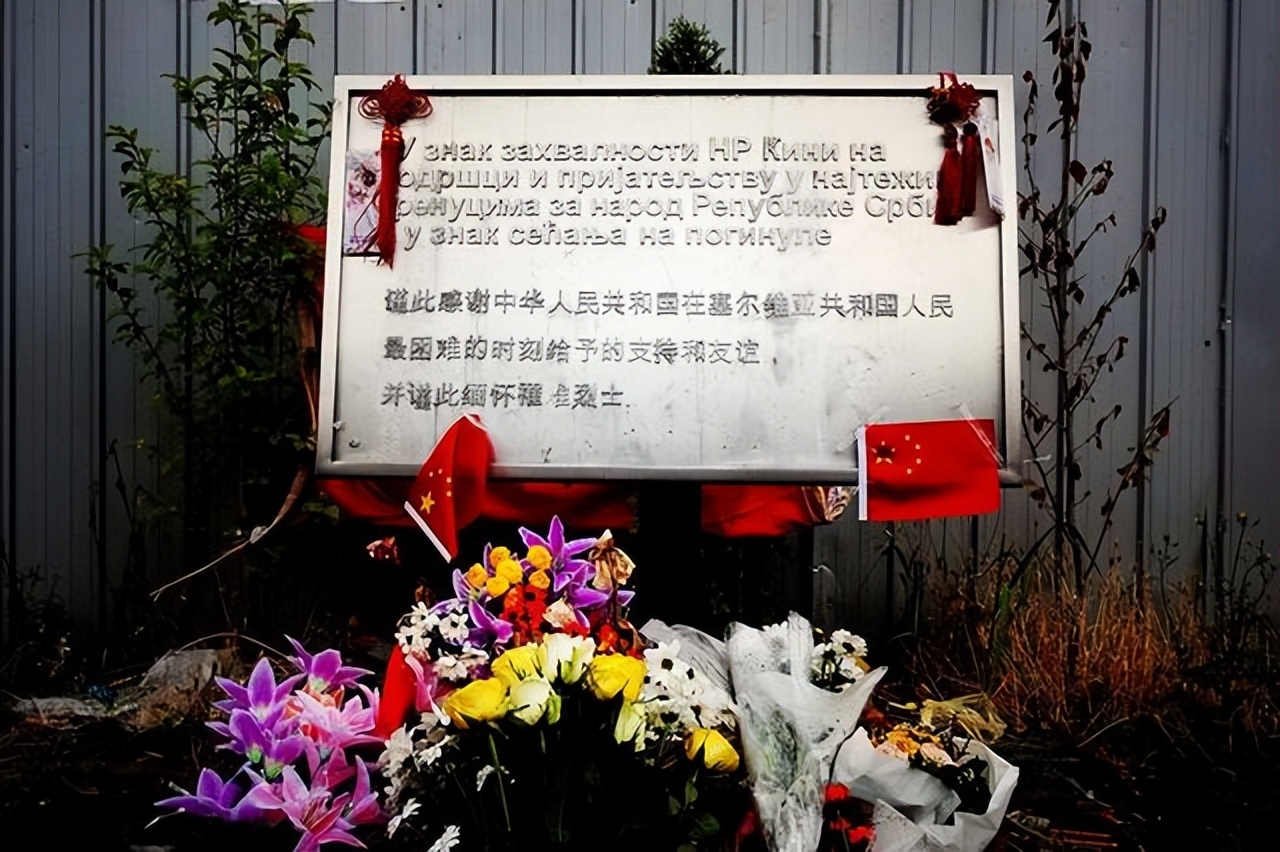 У знак захвалности НР Кини на
одршци и пријатељству у најтежи
ренуцима за народ Републике Срби
у знак сећања на погинуле
谨此感谢中华人民共和国在塞尔维亚共和国人民
最困难的时刻给予的支持和友谊，
并谨此缅怀罹难烈士